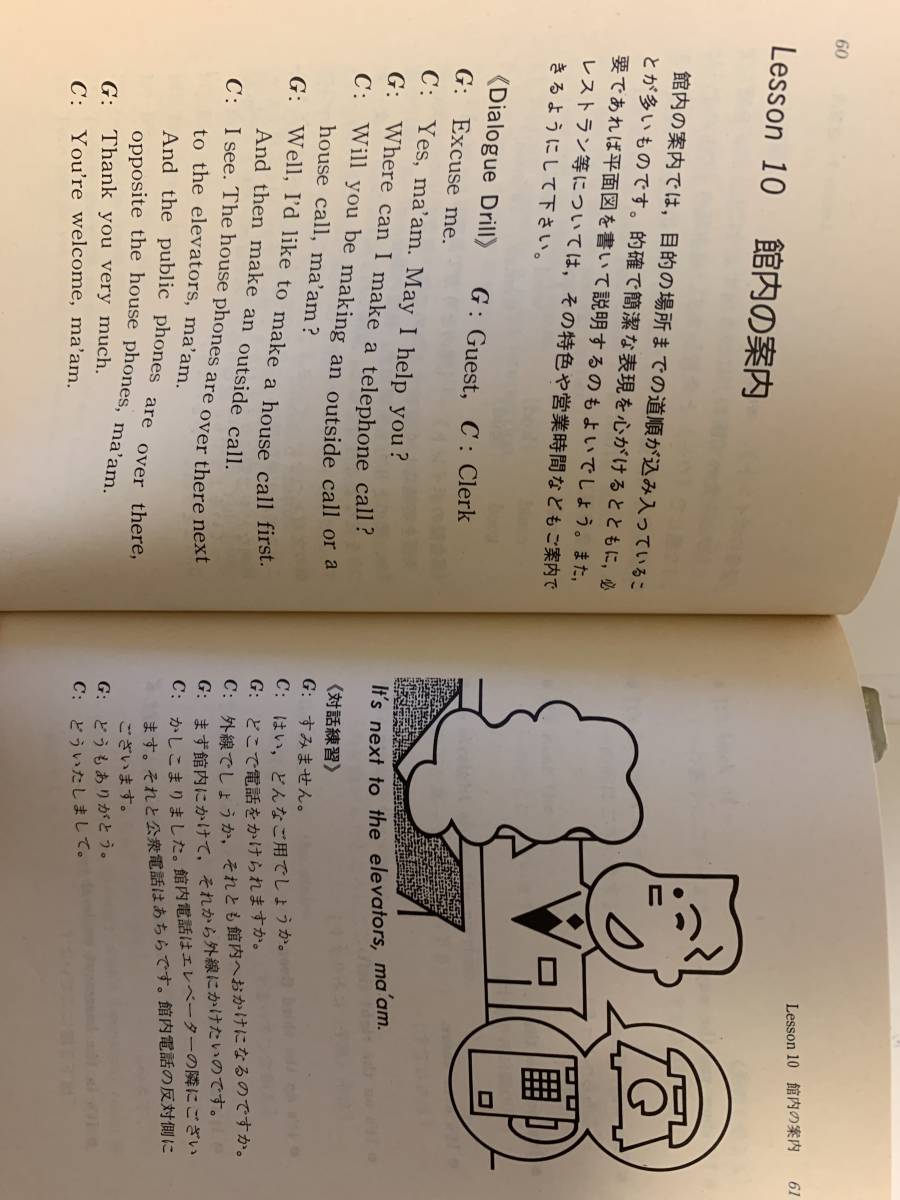 60
Lesson 10 館内の案内
館内の案内では，目的の場所までの道順が込み入っているこ
とが多いものです。的確で簡潔な表現を心がけるとともに，必
要であれば平面図を書いて説明するのもよいでしょう。また，
レストラン等については，その特色や営業時間などもご案内で
きるようにして下さい。
《Dialogue Drill》 G: Guest, C: Clerk
G: Excuse me.
C: Yes, ma'am. May I help you?
G: Where can I make a telephone call?
C: Will you be making an outside call or a
house call, ma'am?
G: Well, I'd like to make a house call first.
And then make an outside call.
C: I see. The house phones are over there next
to the elevators, ma'am.
And the public phones are over there,
opposite the house phones, ma'am.
G: Thank you very much.
C: You're welcome, ma'am.
Lesson 10 館内の案内 61
It's next to the elevators, ma'am.
《対話練習》
G: すみません。
C: はい，どんなご用でしょうか。
G: どこで電話をかけられますか。
C: 外線でしょうか，それとも館内へおかけになるのですか。
G: まず館内にかけて，それから外線にかけたいのです。
C: かしこまりました。館内電話はエレベーターの隣にござい
ます。それと公衆電話はあちらです。館内電話の反対側に
ございます。
G: どうもありがとう。
C: どういたしまして。